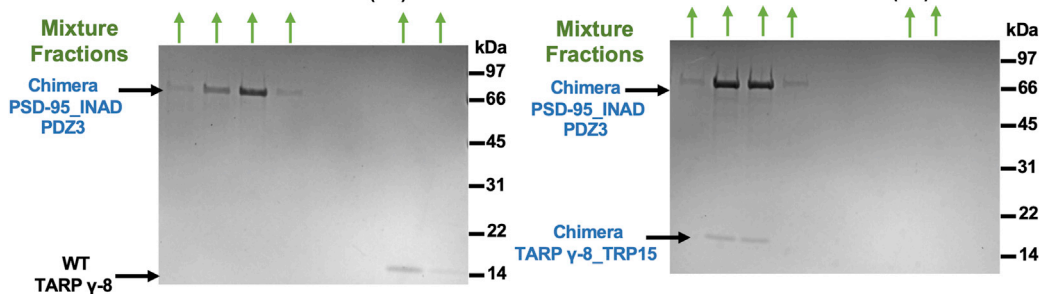 Mixture
Fractions
Chimera
PSD-95_INAD
PDZ3
WT
TARP γ-8
kDa
97
66
45
31
22
14
Mixture
Fractions
Chimera
PSD-95_INAD
PDZ3
Chimera
TARP γ-8_TRP15
kDa
97
66
45
31
22
14